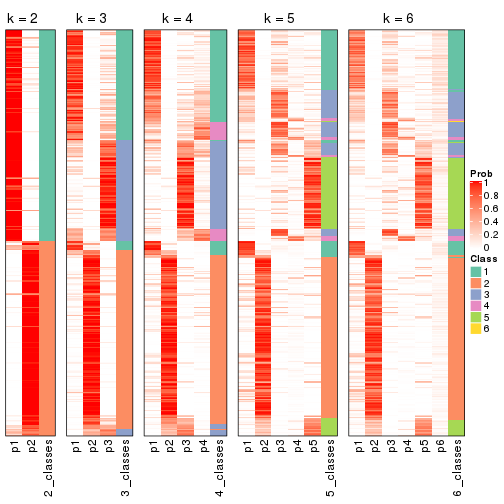 k = 2
k = 3
k = 4
k = 5
k = 6
Prob
1
0.8
0.6
0.4
0.2
0
Class
1
2
3
4
5
6
p1
p2
2_classes
p1
p2
p3
3_classes
p1
p2
p3
p4
4_classes
p1
p2
p3
p4
p5
5_classes
p1
p2
p3
p4
p5
p6
6_classes